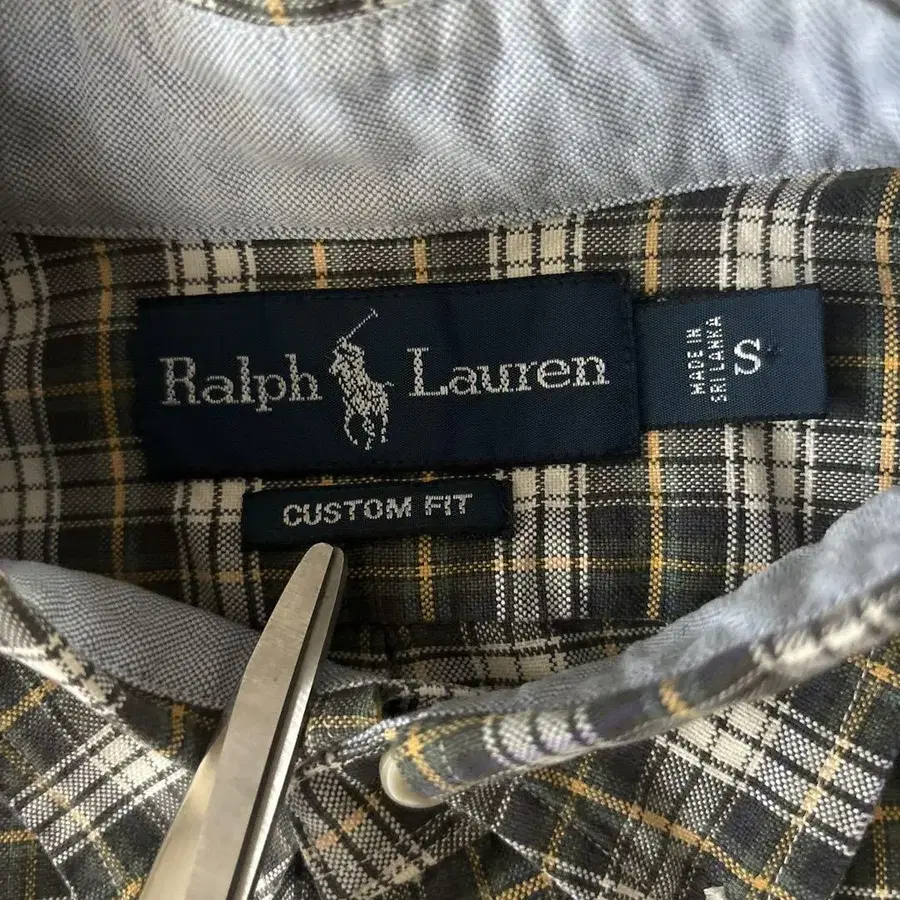 Ralph Lauren
MADE IN
SRI LANKA
S
CUSTOM FIT